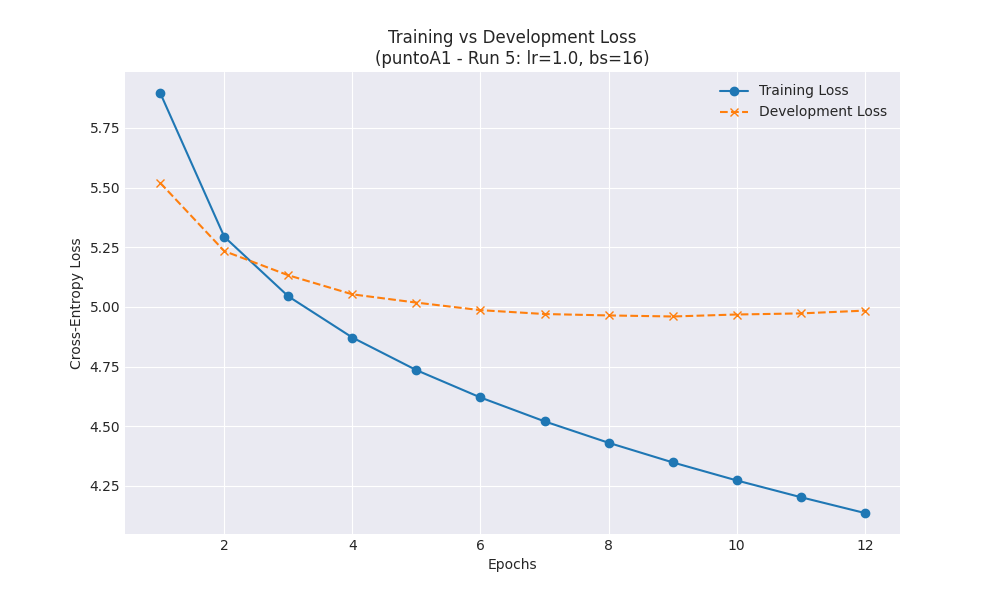 Training vs Development Loss
(puntoA1 - Run 5: lr=1.0, bs=16)
Training Loss
Development Loss
Cross-Entropy Loss
5.75
5.50
5.25
5.00
4.75
4.50
4.25
2 4 6 8 10 12
Epochs